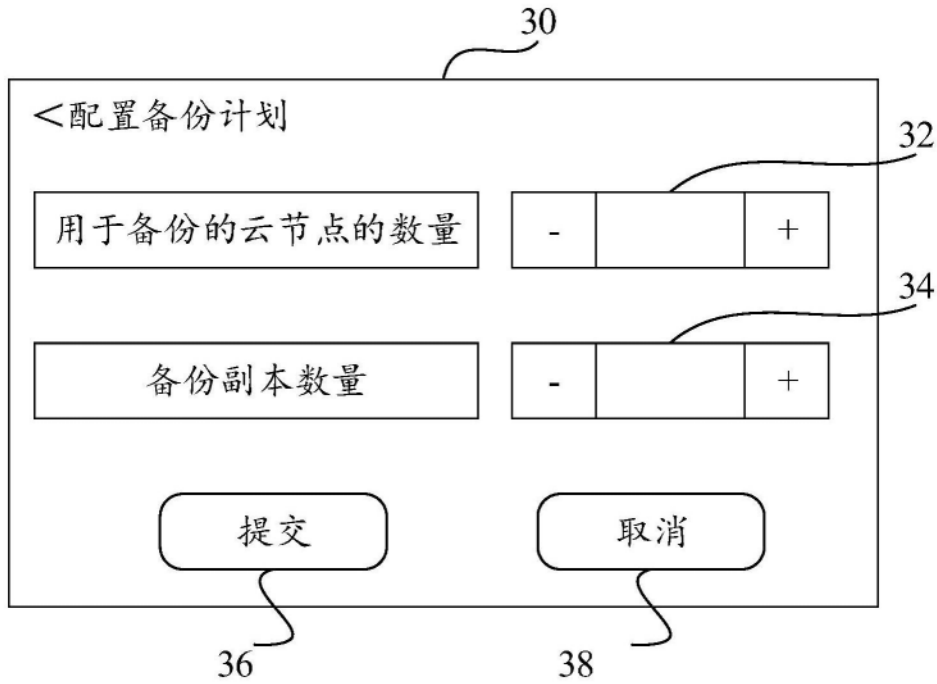 30
<配置备份计划
32
用于备份的云节点的数量 - +
34
备份副本数量 - +
提交 取消
36 38